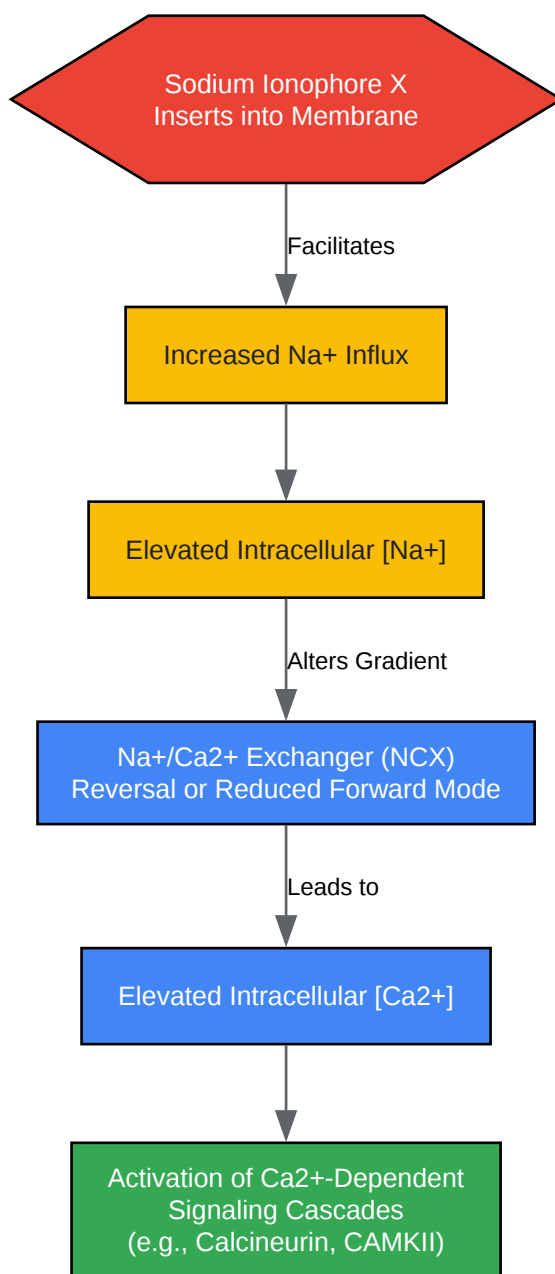 Sodium Ionophore X
Inserts into Membrane
Facilitates
Increased Na+ Influx
Elevated Intracellular [Na+]
Alters Gradient
Na+/Ca2+ Exchanger (NCX)
Reversal or Reduced Forward Mode
Leads to
Elevated Intracellular [Ca2+]
Activation of Ca2+-Dependent
Signaling Cascades
(e.g., Calcineurin, CAMKII)